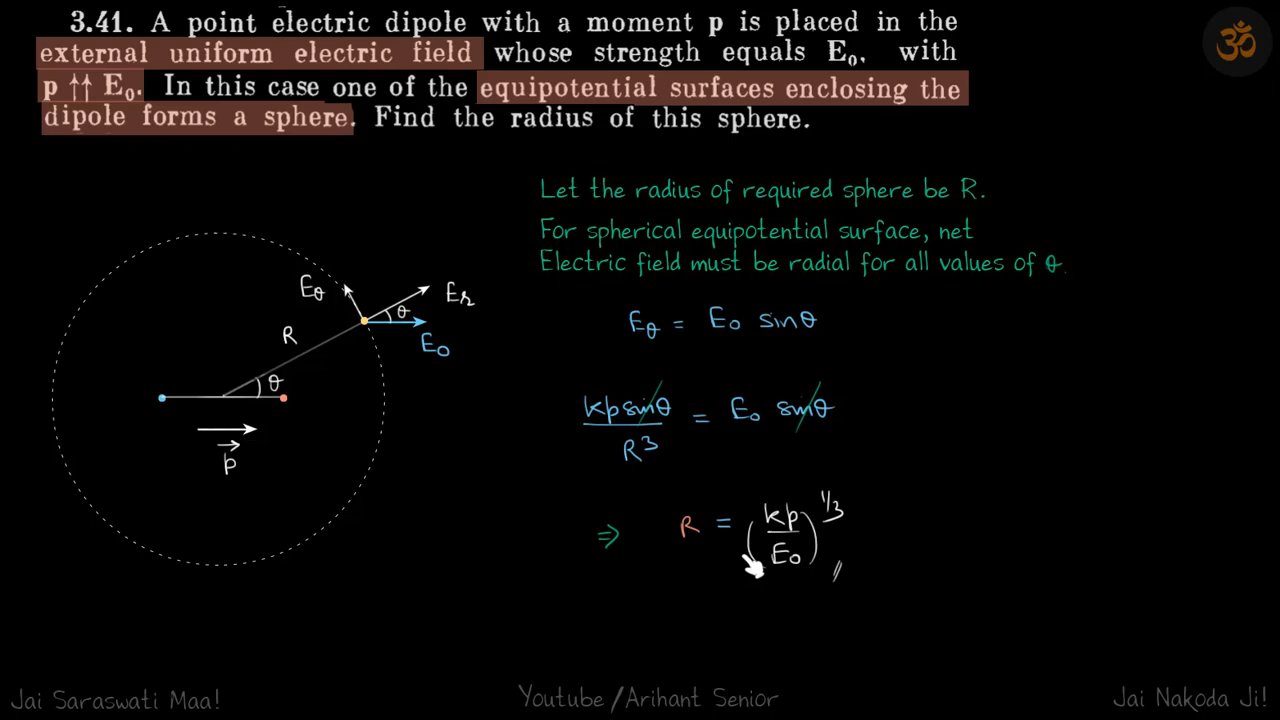 3.41. A point electric dipole with a moment p is placed in the
external uniform electric field whose strength equals E₀, with
p ↑↑ E₀. In this case one of the equipotential surfaces enclosing the
dipole forms a sphere. Find the radius of this sphere.
ॐ
Let the radius of required sphere be R.
For spherical equipotential surface, net
Electric field must be radial for all values of θ.
Eθ
Er
θ
E₀
R
θ
p⃗
Eθ = E₀ sinθ
kp sinθ / R³ = E₀ sinθ
⇒ R = (kp / E₀)^1/3 //
Jai Saraswati Maa!
Youtube /Arihant Senior
Jai Nakoda Ji!